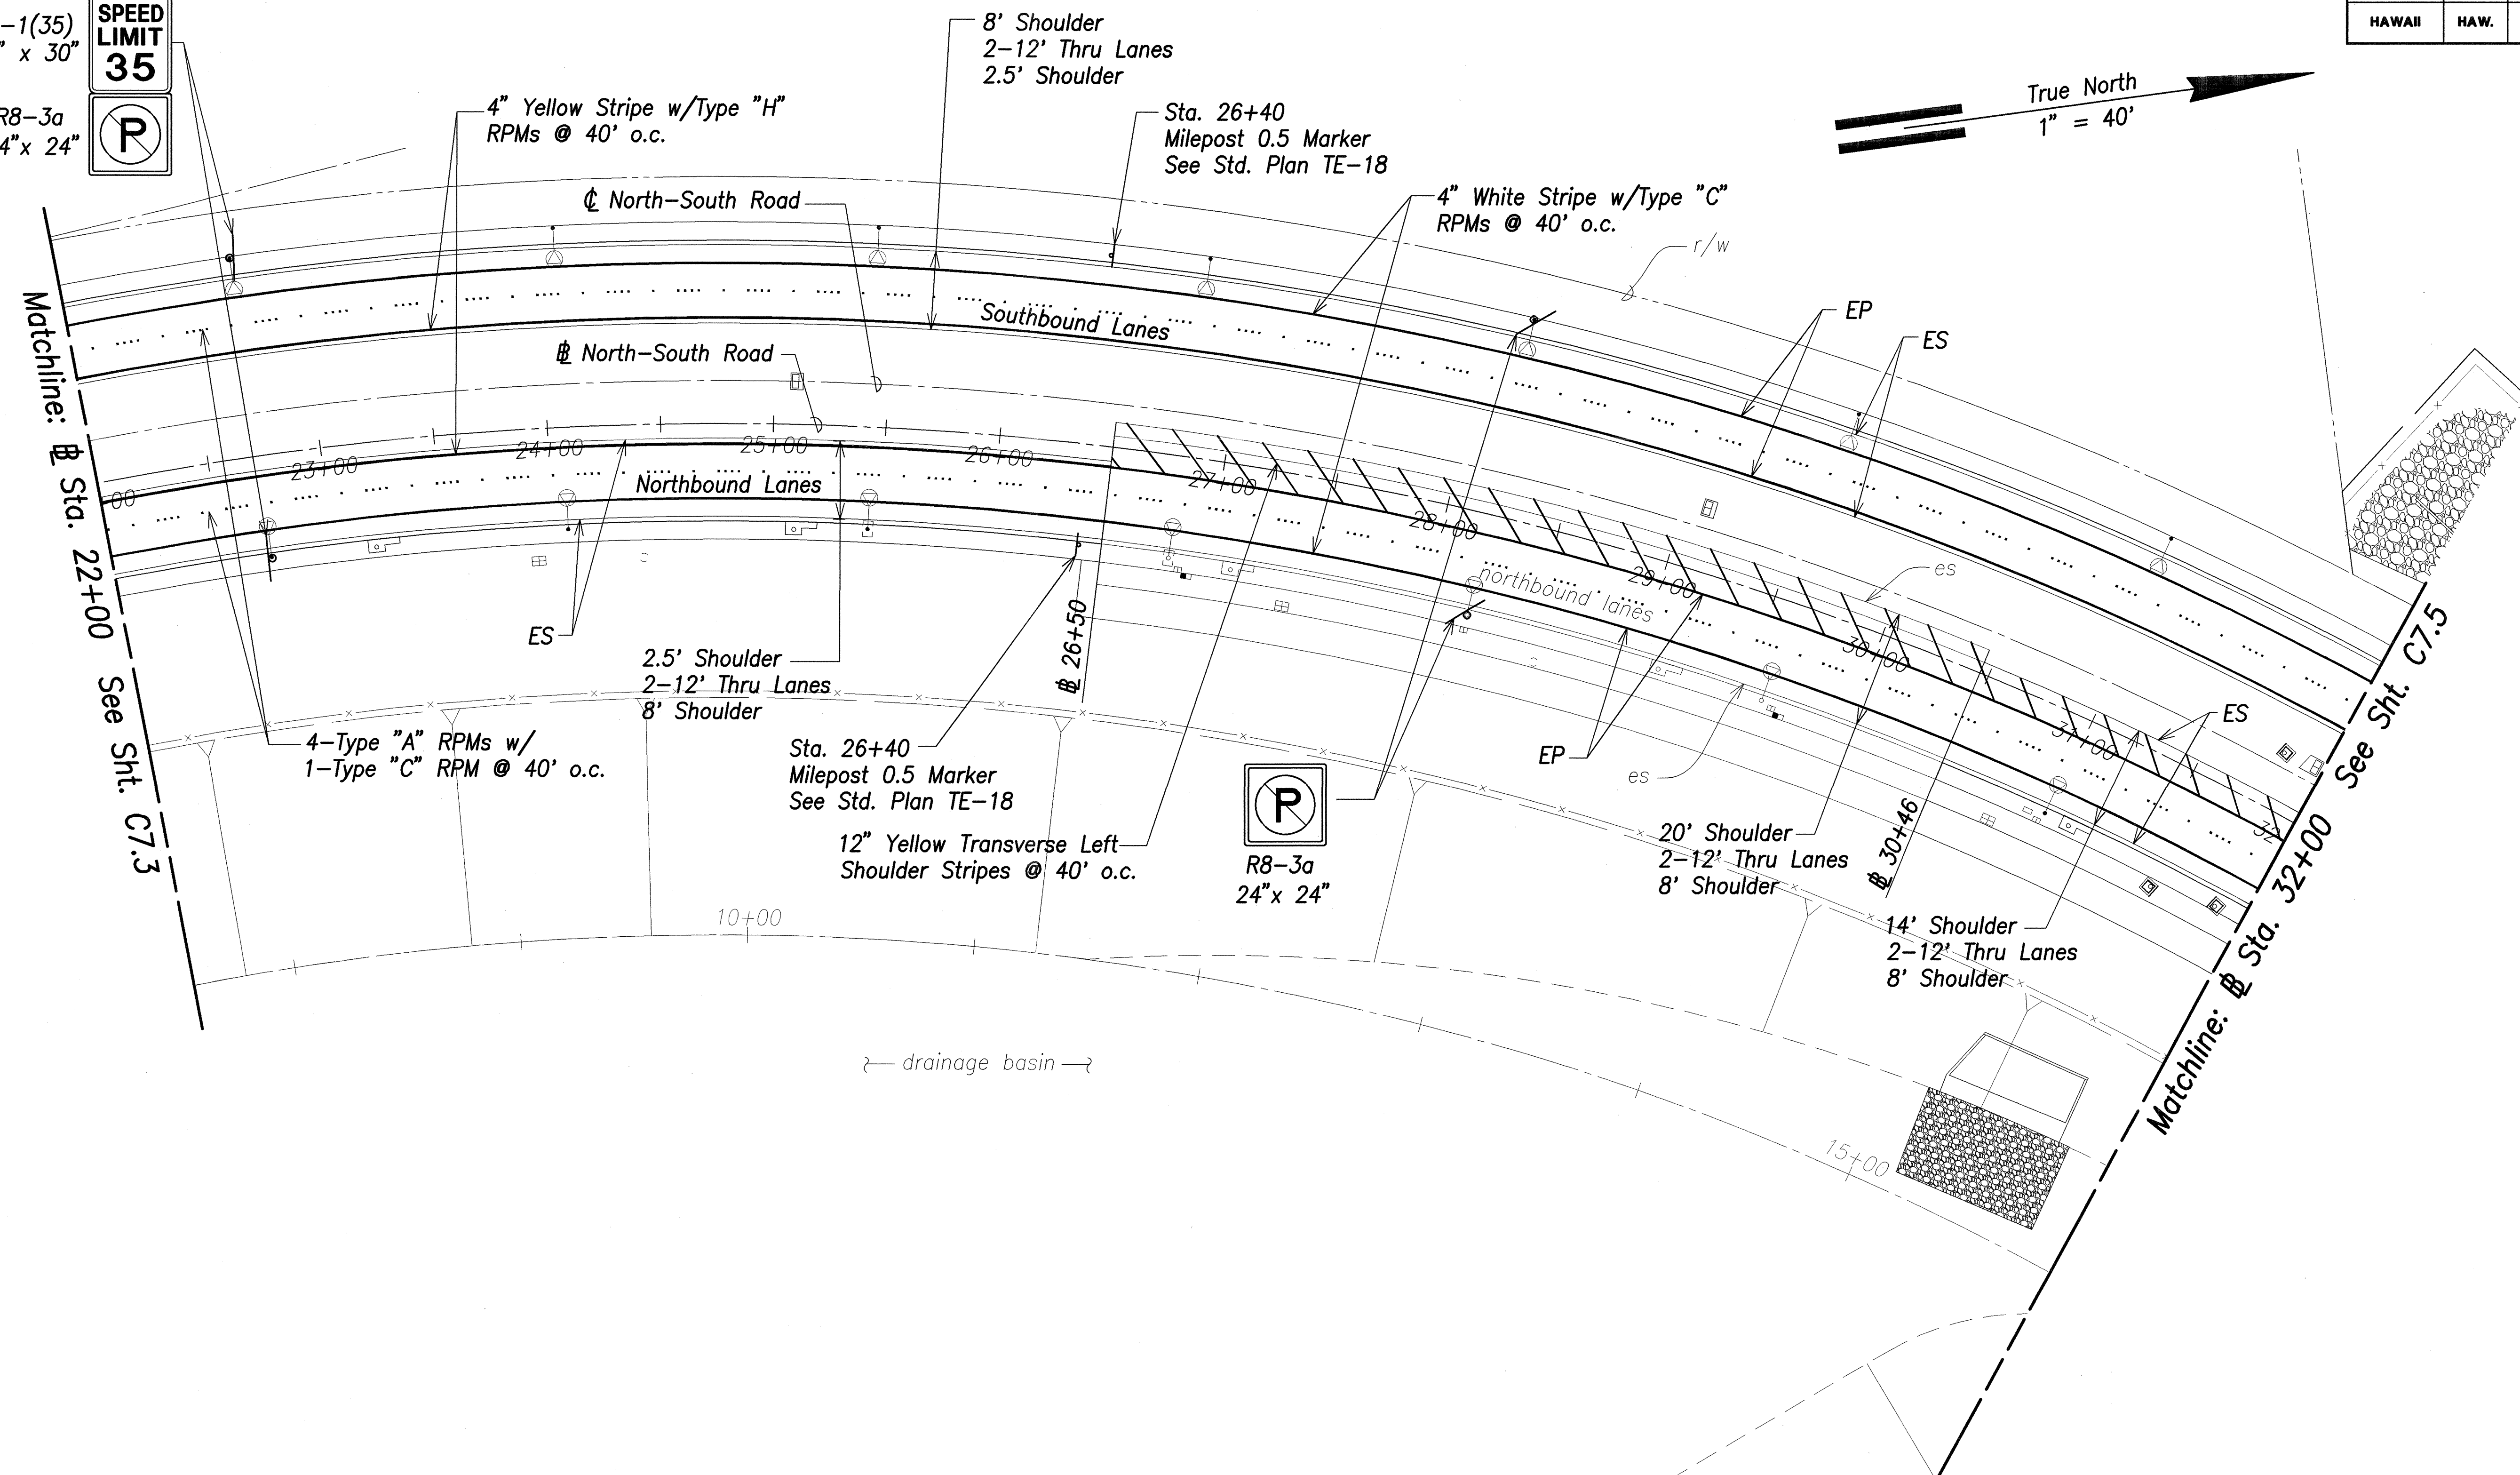 -1(35)
" x 30"
SPEED
LIMIT
35
R8-3a
4"x 24"
P
HAWAII HAW.
8' Shoulder
2-12' Thru Lanes
2.5' Shoulder
True North
1" = 40'
4" Yellow Stripe w/Type "H"
RPMs @ 40' o.c.
Sta. 26+40
Milepost 0.5 Marker
See Std. Plan TE-18
℄ North-South Road
4" White Stripe w/Type "C"
RPMs @ 40' o.c.
r/w
EP
ES
Southbound Lanes
BL North-South Road
Matchline: BL Sta. 22+00 See Sht. C7.3
00
23+00
24+00
25+00
26+00
27+00
28+00
29+00
30+00
31+00
32
Northbound Lanes
northbound lanes
es
ES
2.5' Shoulder
2-12' Thru Lanes
8' Shoulder
BL 26+50
4-Type "A" RPMs w/
1-Type "C" RPM @ 40' o.c.
Sta. 26+40
Milepost 0.5 Marker
See Std. Plan TE-18
12" Yellow Transverse Left
Shoulder Stripes @ 40' o.c.
P
R8-3a
24"x 24"
EP
es
ES
20' Shoulder
2-12' Thru Lanes
8' Shoulder
BL 30+46
14' Shoulder
2-12' Thru Lanes
8' Shoulder
Matchline: BL Sta. 32+00 See Sht. C7.5
10+00
15+00
drainage basin